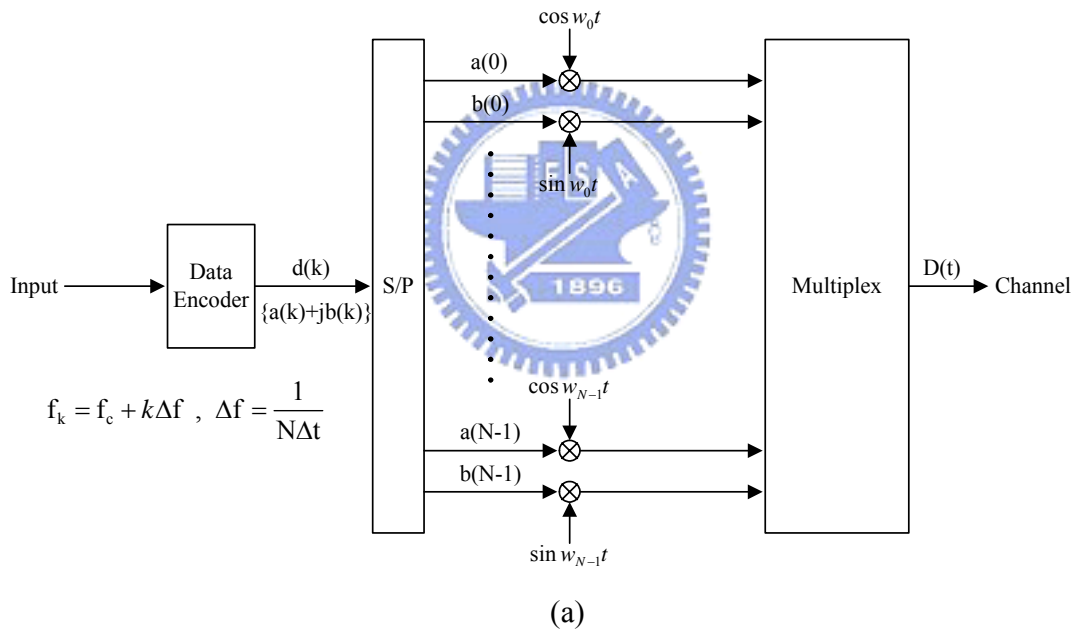 cos w₀t
a(0)
b(0)
sin w₀t
E S A
1896
Input
Data
Encoder
d(k)
{a(k)+jb(k)}
S/P
Multiplex
D(t)
Channel
f_k = f_c + kΔf , Δf = 1/(NΔt)
cos w_{N-1}t
a(N-1)
b(N-1)
sin w_{N-1}t
(a)